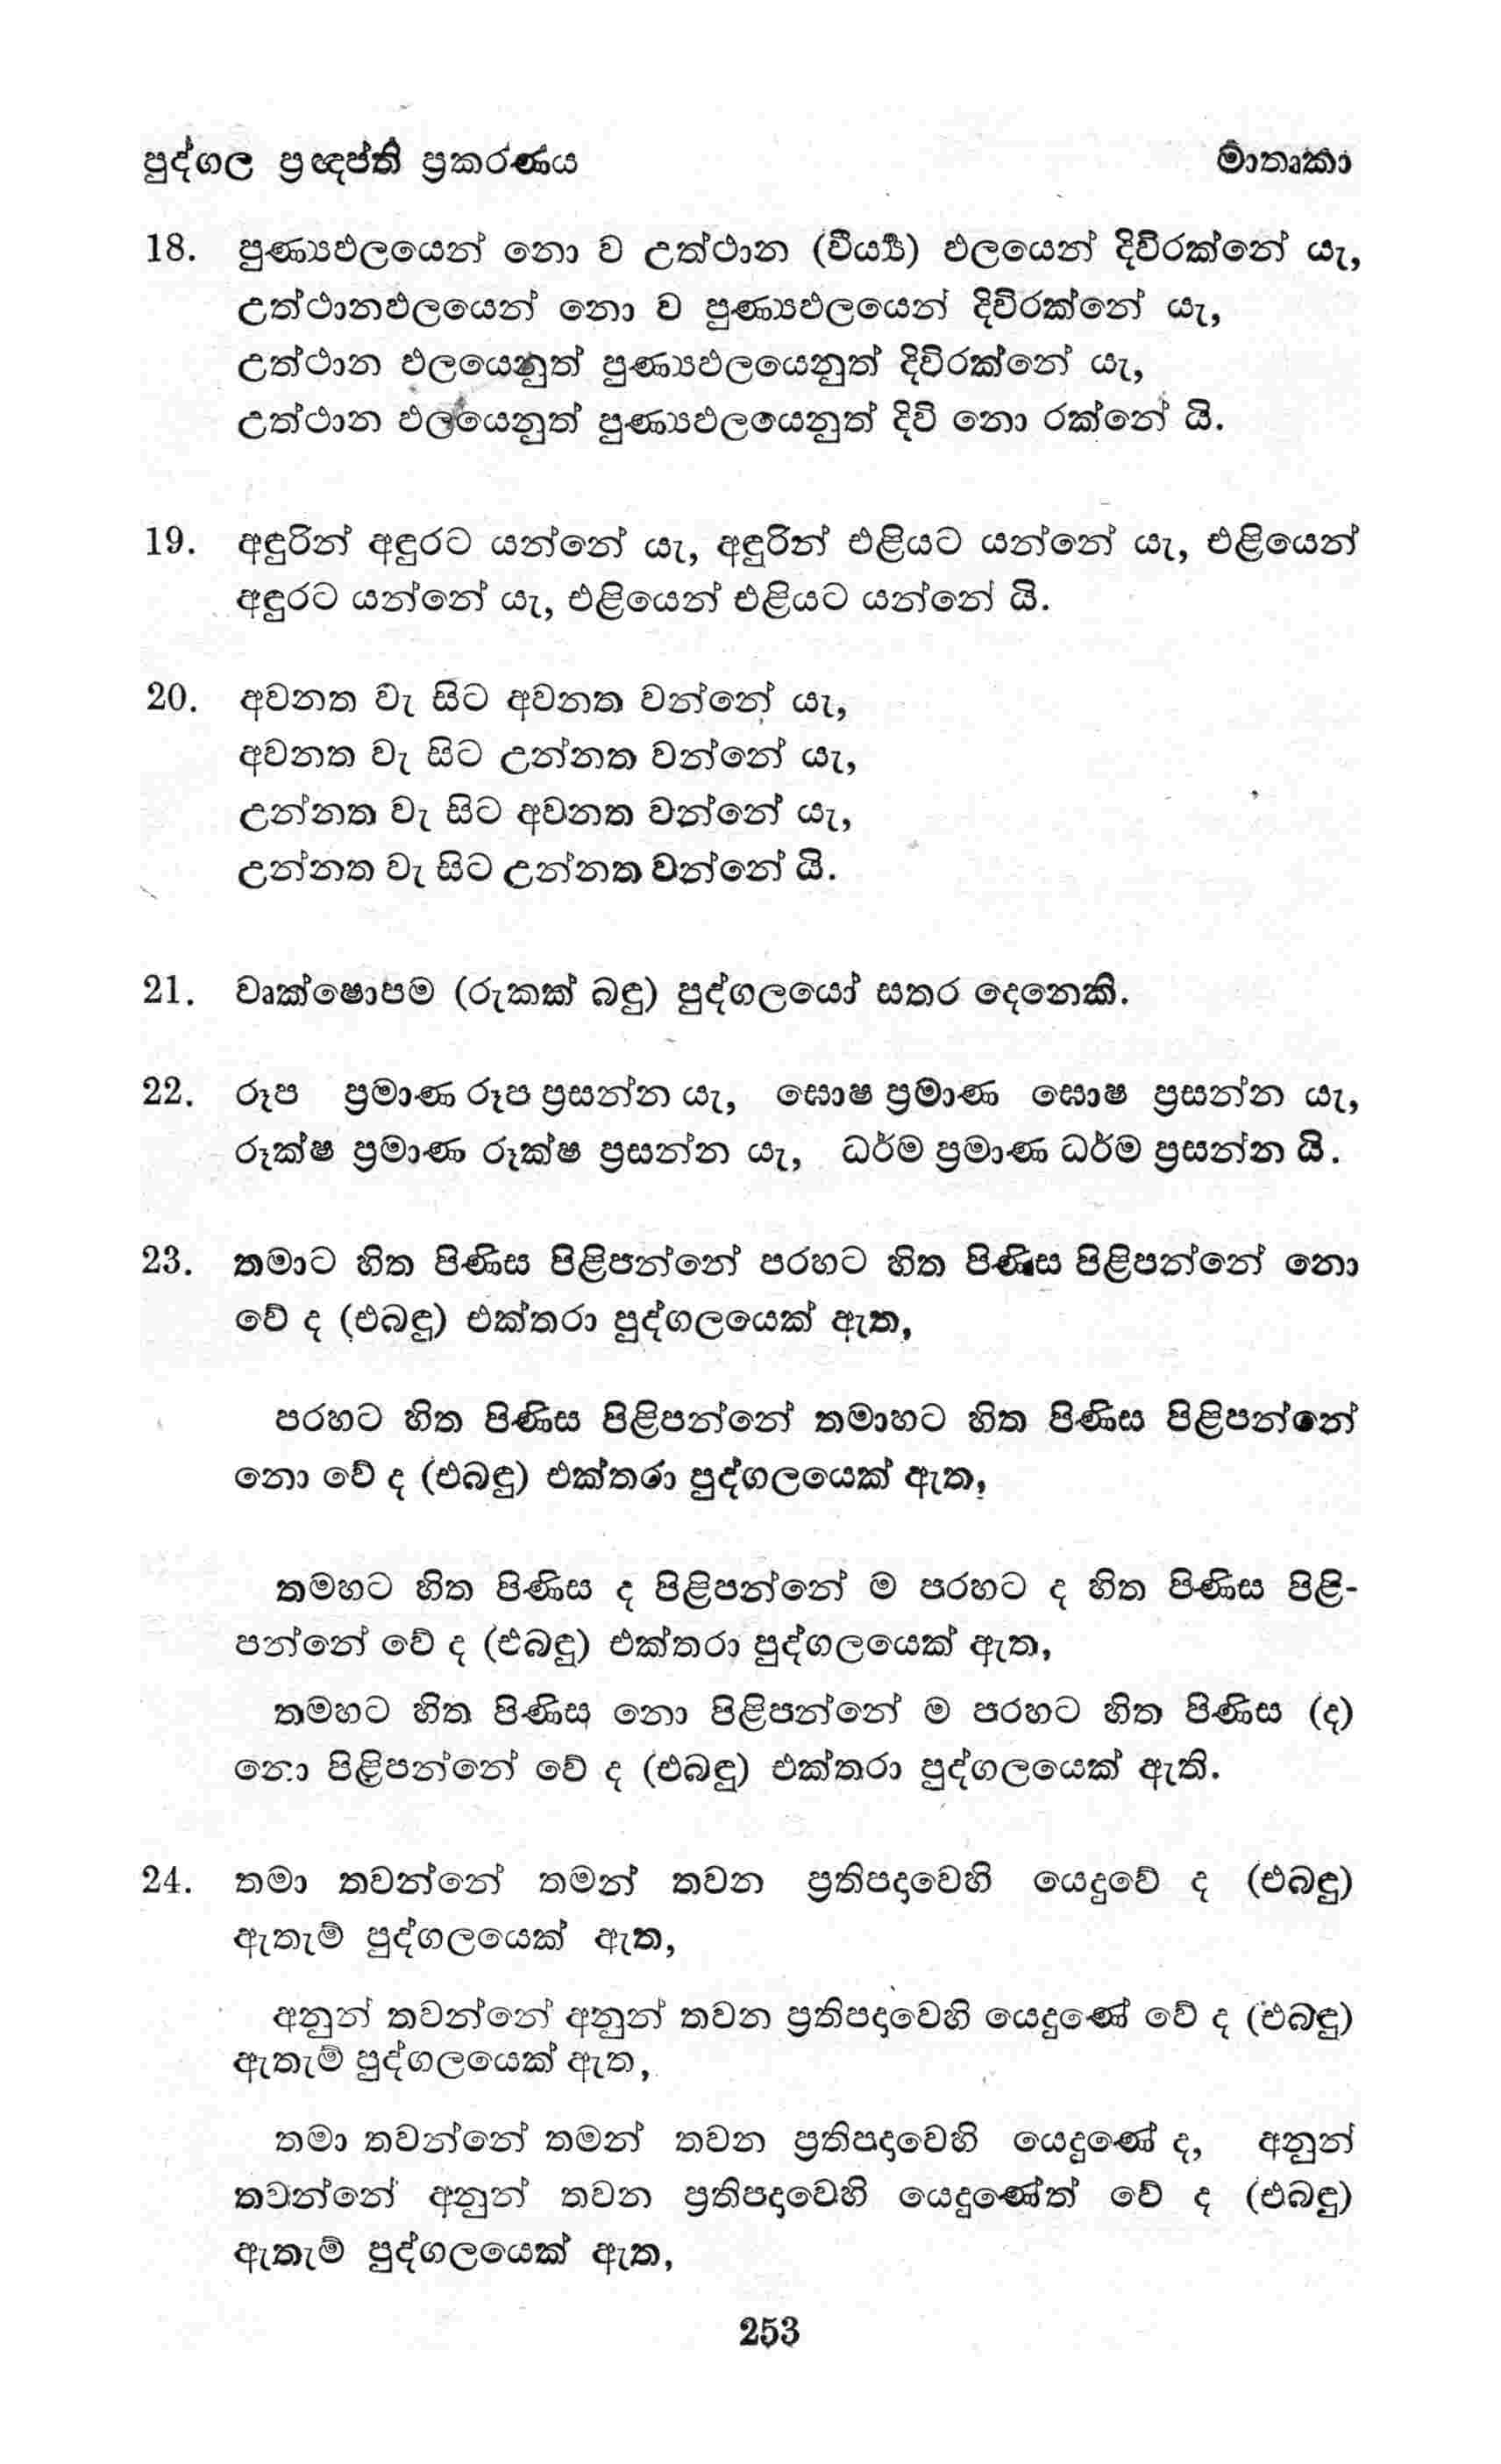 පුද්ගල ප්‍රඥප්ති ප්‍රකරණය මාතෘකා
18. පුණ්‍යඵලයෙන් නො ව උත්ථාන (වීර්‍ය්‍ය) ඵලයෙන් දිවිරක්නේ යැ,
උත්ථානඵලයෙන් නො ව පුණ්‍යඵලයෙන් දිවිරක්නේ යැ,
උත්ථාන ඵලයෙනුත් පුණ්‍යඵලයෙනුත් දිවිරක්නේ යැ,
උත්ථාන ඵලයෙනුත් පුණ්‍යඵලයෙනුත් දිවි නො රක්නේ යි.
19. අඳුරින් අඳුරට යන්නේ යැ, අඳුරින් එළියට යන්නේ යැ, එළියෙන්
අඳුරට යන්නේ යැ, එළියෙන් එළියට යන්නේ යි.
20. අවනත වැ සිට අවනත වන්නේ යැ,
අවනත වැ සිට උන්නත වන්නේ යැ,
උන්නත වැ සිට අවනත වන්නේ යැ,
උන්නත වැ සිට උන්නත වන්නේ යි.
21. වෘක්ෂොපම (රුකක් බඳු) පුද්ගලයෝ සතර දෙනෙකි.
22. රූප ප්‍රමාණ රූප ප්‍රසන්න යැ, ඝොෂ ප්‍රමාණ ඝොෂ ප්‍රසන්න යැ,
රූක්ෂ ප්‍රමාණ රූක්ෂ ප්‍රසන්න යැ, ධර්ම ප්‍රමාණ ධර්ම ප්‍රසන්න යි.
23. තමාට හිත පිණිස පිළිපන්නේ පරහට හිත පිණිස පිළිපන්නේ නො
වේ ද (එබඳු) එක්තරා පුද්ගලයෙක් ඇත,
පරහට හිත පිණිස පිළිපන්නේ තමාහට හිත පිණිස පිළිපන්නේ
නො වේ ද (එබඳු) එක්තරා පුද්ගලයෙක් ඇත,
තමහට හිත පිණිස ද පිළිපන්නේ ම පරහට ද හිත පිණිස පිළි-
පන්නේ වේ ද (එබඳු) එක්තරා පුද්ගලයෙක් ඇත,
තමහට හිත පිණිස නො පිළිපන්නේ ම පරහට හිත පිණිස (ද)
නො පිළිපන්නේ වේ ද (එබඳු) එක්තරා පුද්ගලයෙක් ඇති.
24. තමා තවන්නේ තමන් තවන ප්‍රතිපදාවෙහි යෙදුවේ ද (එබඳු)
ඇතැම් පුද්ගලයෙක් ඇත,
අනුන් තවන්නේ අනුන් තවන ප්‍රතිපදාවෙහි යෙදුණේ වේ ද (එබඳු)
ඇතැම් පුද්ගලයෙක් ඇත,
තමා තවන්නේ තමන් තවන ප්‍රතිපදාවෙහි යෙදුණේ ද, අනුන්
තවන්නේ අනුන් තවන ප්‍රතිපදාවෙහි යෙදුණේත් වේ ද (එබඳු)
ඇතැම් පුද්ගලයෙක් ඇත,
253